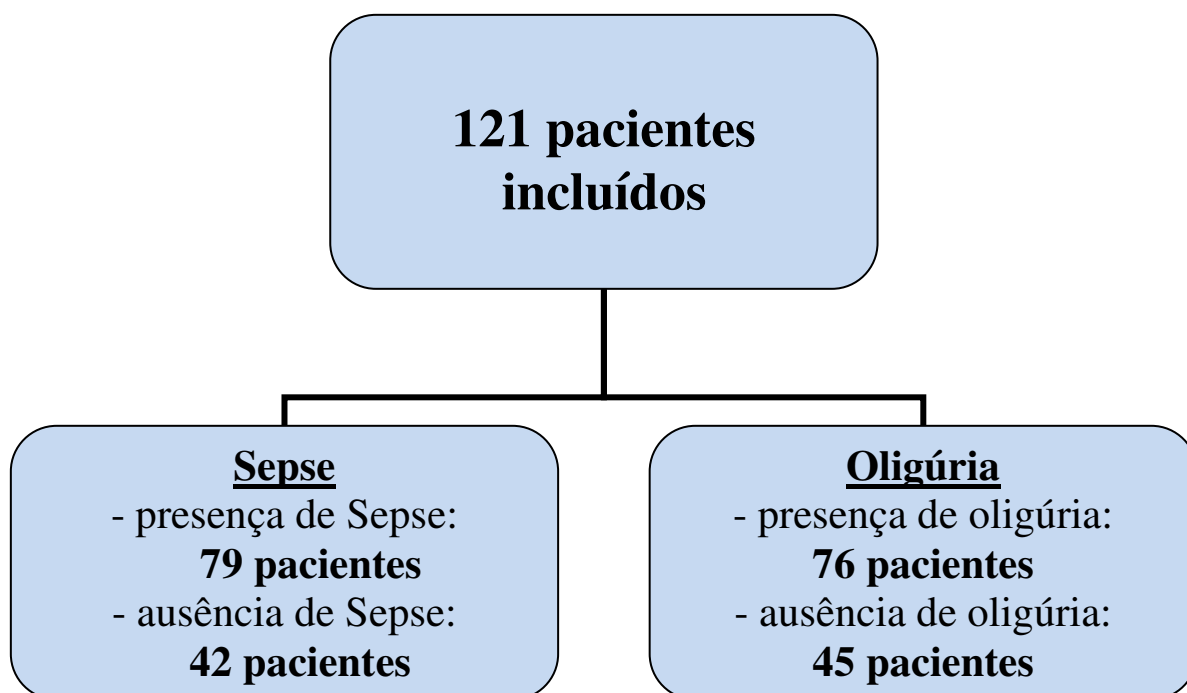 121 pacientes
incluídos
Sepse
- presença de Sepse:
79 pacientes
- ausência de Sepse:
42 pacientes
Oligúria
- presença de oligúria:
76 pacientes
- ausência de oligúria:
45 pacientes